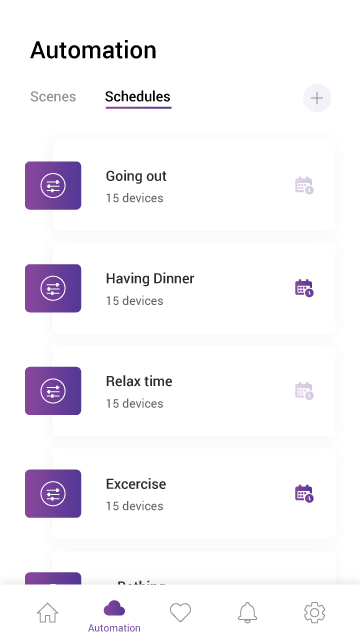 Automation
Scenes
Schedules
Going out
15 devices
Having Dinner
15 devices
Relax time
15 devices
Excercise
15 devices
Automation